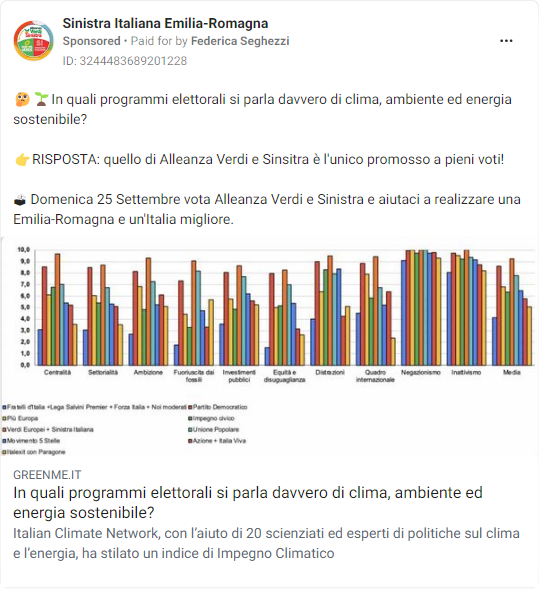 Sinistra Italiana Emilia-Romagna
Sponsored • Paid for by Federica Seghezzi
ID: 3244483689201228
🤔 🌱 In quali programmi elettorali si parla davvero di clima, ambiente ed energia
sostenibile?
👉 RISPOSTA: quello di Alleanza Verdi e Sinsitra è l'unico promosso a pieni voti!
🗳 Domenica 25 Settembre vota Alleanza Verdi e Sinistra e aiutaci a realizzare una
Emilia-Romagna e un'Italia migliore.
10,0
9,0
8,0
7,0
6,0
5,0
4,0
3,0
2,0
1,0
0,0
Centralità
Settorialità
Ambizione
Fuoriuscita dai
fossili
Investimenti
pubblici
Equità e
disuguaglianza
Distrazioni
Quadro
internazionale
Negazionismo
Inattivismo
Media
Fratelli d'Italia +Lega Salvini Premier + Forza Italia + Noi moderati
Partito Democratico
Più Europa
Impegno civico
Verdi Europei + Sinistra Italiana
Unione Popolare
Movimento 5 Stelle
Azione + Italia Viva
Italexit con Paragone
GREENME.IT
In quali programmi elettorali si parla davvero di clima, ambiente ed
energia sostenibile?
Italian Climate Network, con l'aiuto di 20 scienziati ed esperti di politiche sul clima
e l'energia, ha stilato un indice di Impegno Climatico